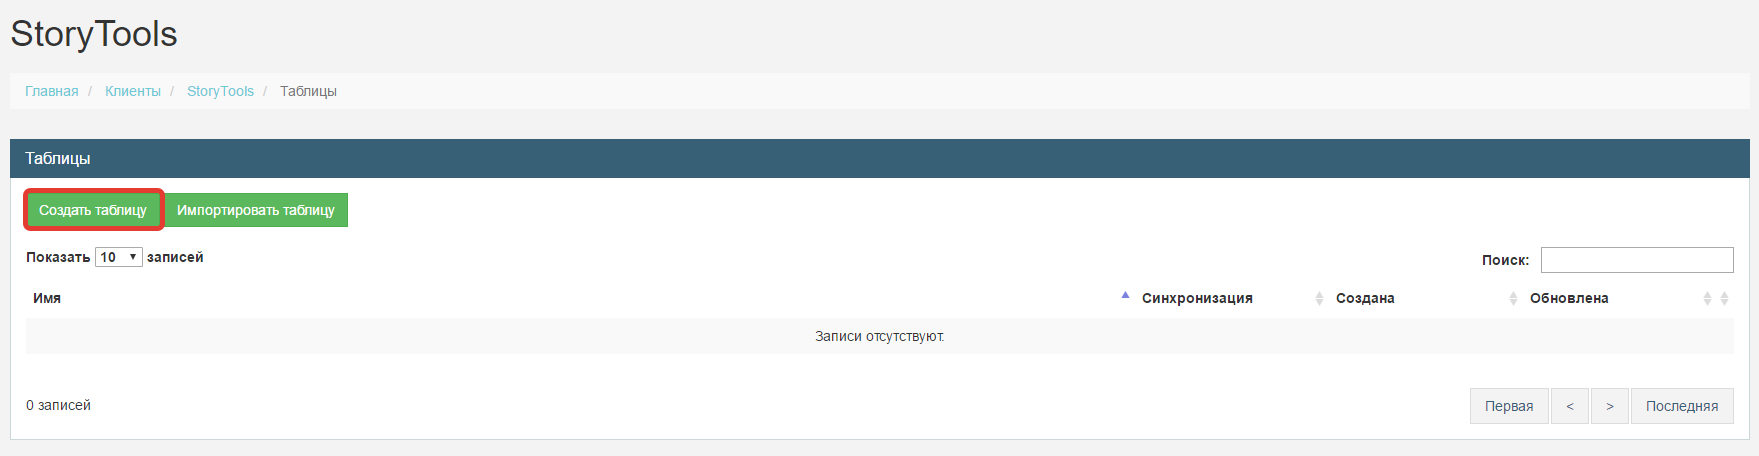 StoryTools
Главная / Клиенты / StoryTools / Таблицы
Таблицы
Создать таблицу Импортировать таблицу
Показать 10 записей Поиск:
Имя Синхронизация Создана Обновлена
Записи отсутствуют.
0 записей Первая < > Последняя